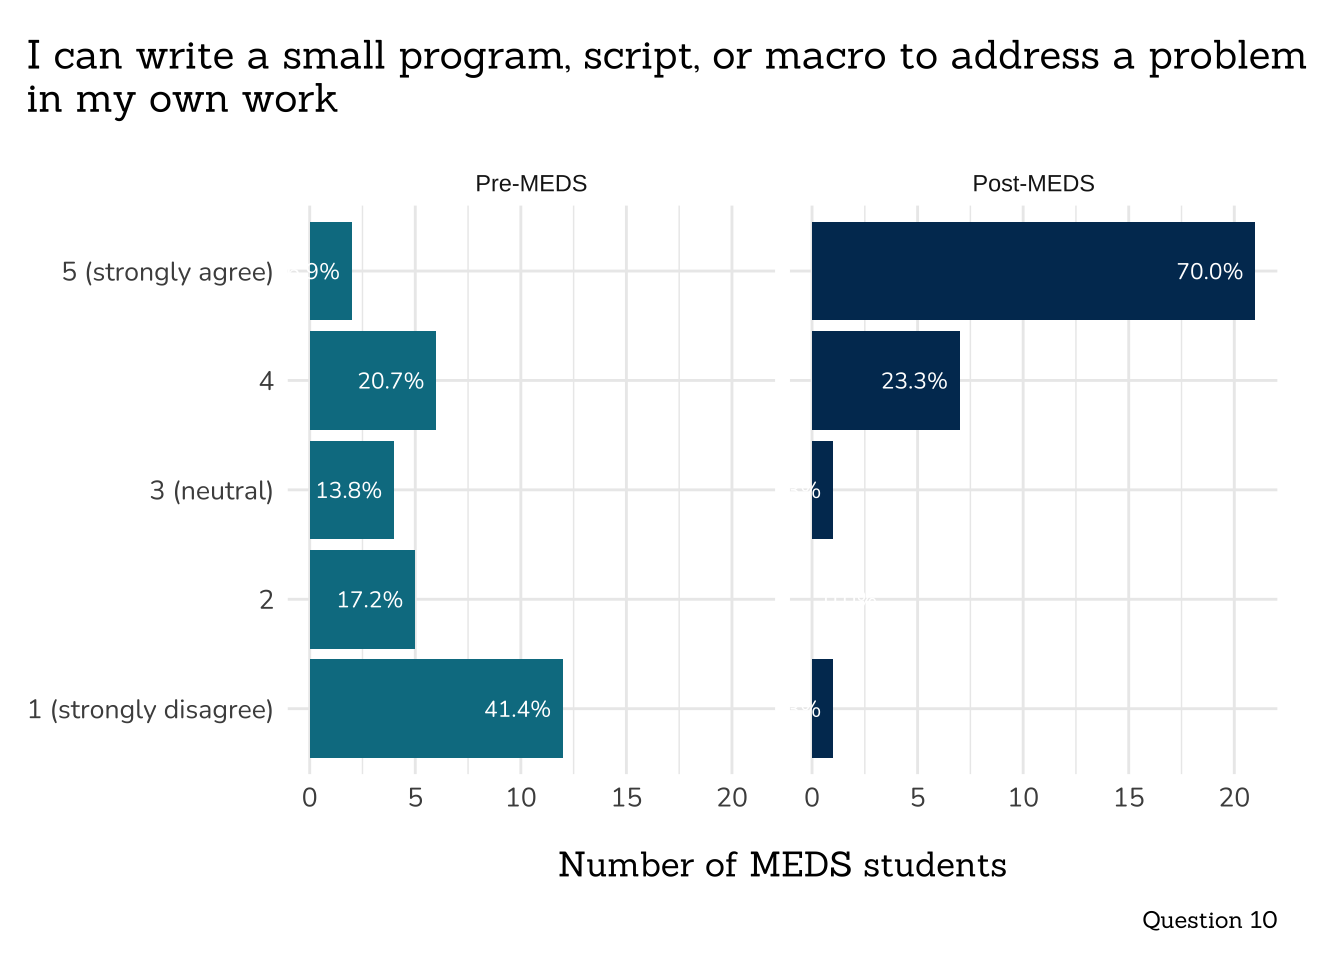 I can write a small program, script, or macro to address a problem
in my own work
Pre-MEDS
Post-MEDS
5 (strongly agree)
4
3 (neutral)
2
1 (strongly disagree)
9%
20.7%
13.8%
17.2%
41.4%
70.0%
23.3%
%
%
0 5 10 15 20
0 5 10 15 20
Number of MEDS students
Question 10